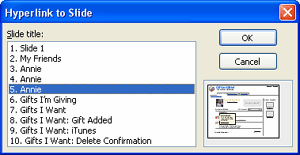 Hyperlink to Slide
Slide title:
1. Slide 1
2. My Friends
3. Annie
4. Annie
5. Annie
6. Gifts I'm Giving
7. Gifts I Want
8. Gifts I Want: Gift Added
9. Gifts I Want: iTunes
10. Gifts I Want: Delete Confirmation
OK
Cancel